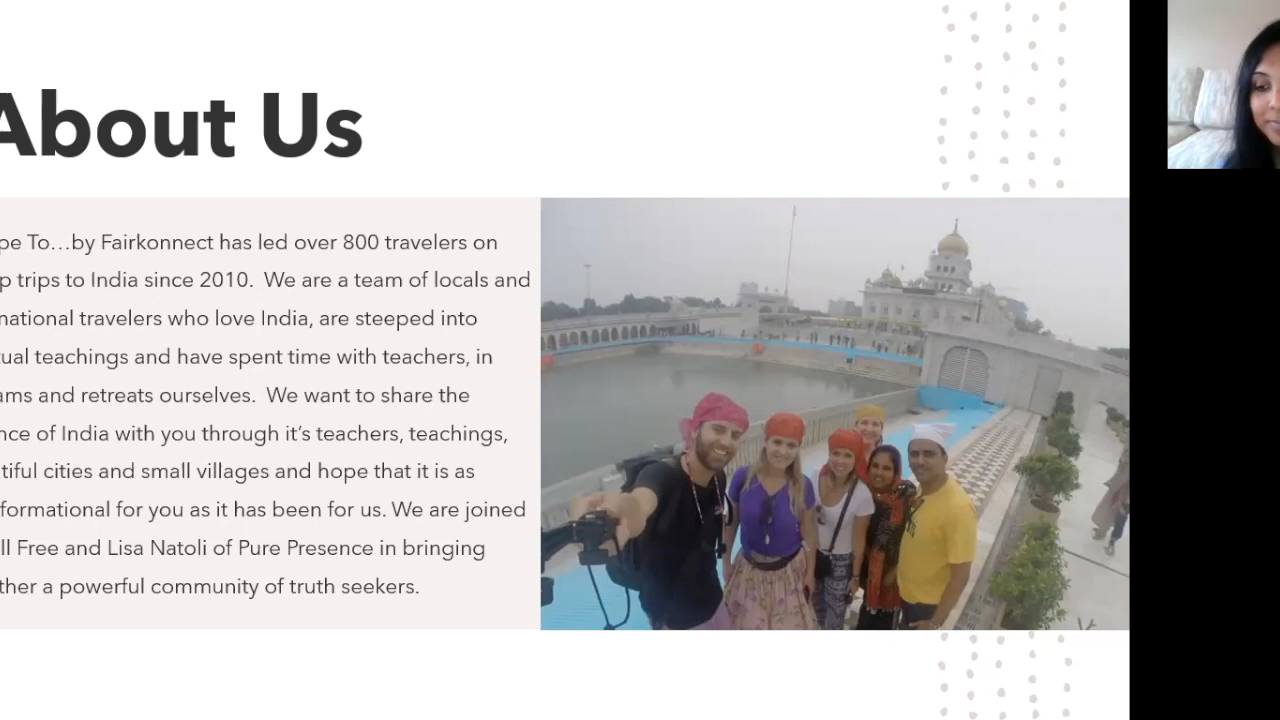 About Us
pe To...by Fairkonnect has led over 800 travelers on
p trips to India since 2010. We are a team of locals and
national travelers who love India, are steeped into
tual teachings and have spent time with teachers, in
ams and retreats ourselves. We want to share the
nce of India with you through it's teachers, teachings,
tiful cities and small villages and hope that it is as
formational for you as it has been for us. We are joined
ll Free and Lisa Natoli of Pure Presence in bringing
ther a powerful community of truth seekers.